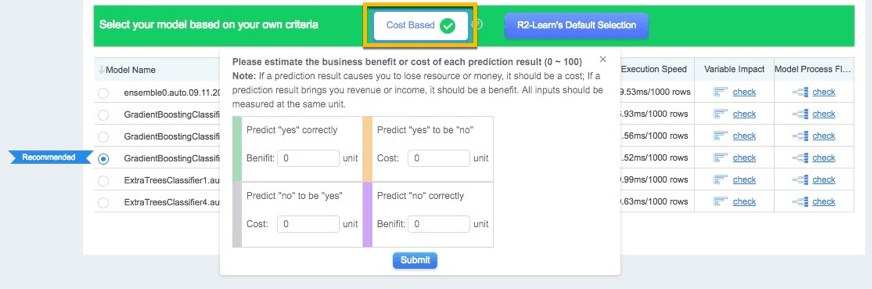 Select your model based on your own criteria
Cost Based
R2-Learn's Default Selection
Please estimate the business benefit or cost of each prediction result (0 ~ 100)
Note: If a prediction result causes you to lose resource or money, it should be a cost; If a
prediction result brings you revenue or income, it should be a benefit. All inputs should be
measured at the same unit.
Predict "yes" correctly
Benifit: 0 unit
Predict "yes" to be "no"
Cost: 0 unit
Predict "no" to be "yes"
Cost: 0 unit
Predict "no" correctly
Benifit: 0 unit
Submit
Model Name
Execution Speed
Variable Impact
Model Process Fl...
ensemble0.auto.09.11.20
9.53ms/1000 rows
check
check
GradientBoostingClassifi
.93ms/1000 rows
check
check
GradientBoostingClassifi
.56ms/1000 rows
check
check
Recommended
GradientBoostingClassifi
.52ms/1000 rows
check
check
ExtraTreesClassifier1.au
.99ms/1000 rows
check
check
ExtraTreesClassifier4.au
.63ms/1000 rows
check
check